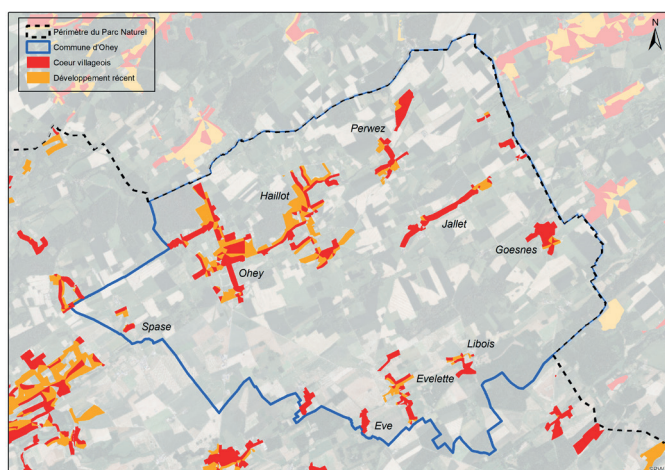 Périmètre du Parc Naturel
Commune d'Ohey
Coeur villageois
Développement récent
N
Perwez
Haillot
Jallet
Goesnes
Ohey
Spase
Libois
Evelette
Eve